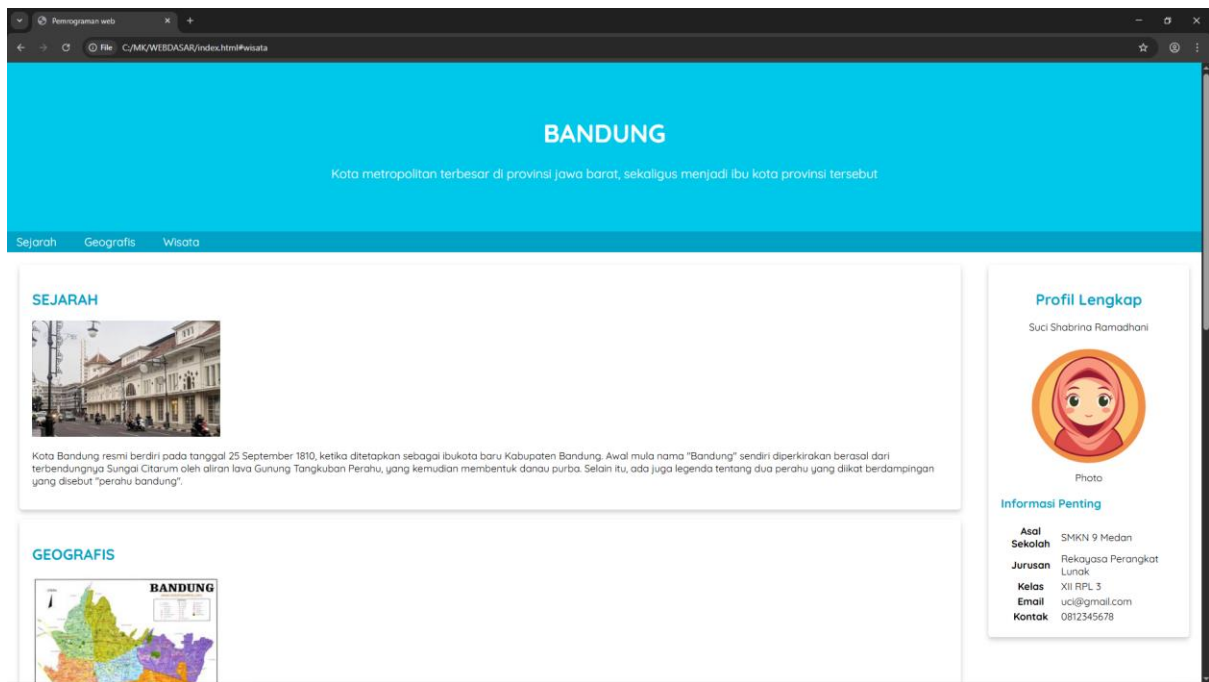 Pemrograman web
File C:/MK/WEBDASAR/index.html#wisata
BANDUNG
Kota metropolitan terbesar di provinsi jawa barat, sekaligus menjadi ibu kota provinsi tersebut
Sejarah Geografis Wisata
SEJARAH
Kota Bandung resmi berdiri pada tanggal 25 September 1810, ketika ditetapkan sebagai ibukota baru Kabupaten Bandung. Awal mula nama "Bandung" sendiri diperkirakan berasal dari
terbendungnya Sungai Citarum oleh aliran lava Gunung Tangkuban Perahu, yang kemudian membentuk danau purba. Selain itu, ada juga legenda tentang dua perahu yang diikat berdampingan
yang disebut "perahu bandung".
GEOGRAFIS
BANDUNG
Profil Lengkap
Suci Shabrina Ramadhani
Photo
Informasi Penting
Asal
Sekolah SMKN 9 Medan
Jurusan Rekayasa Perangkat
Lunak
Kelas XII RPL 3
Email uci@gmail.com
Kontak 0812345678